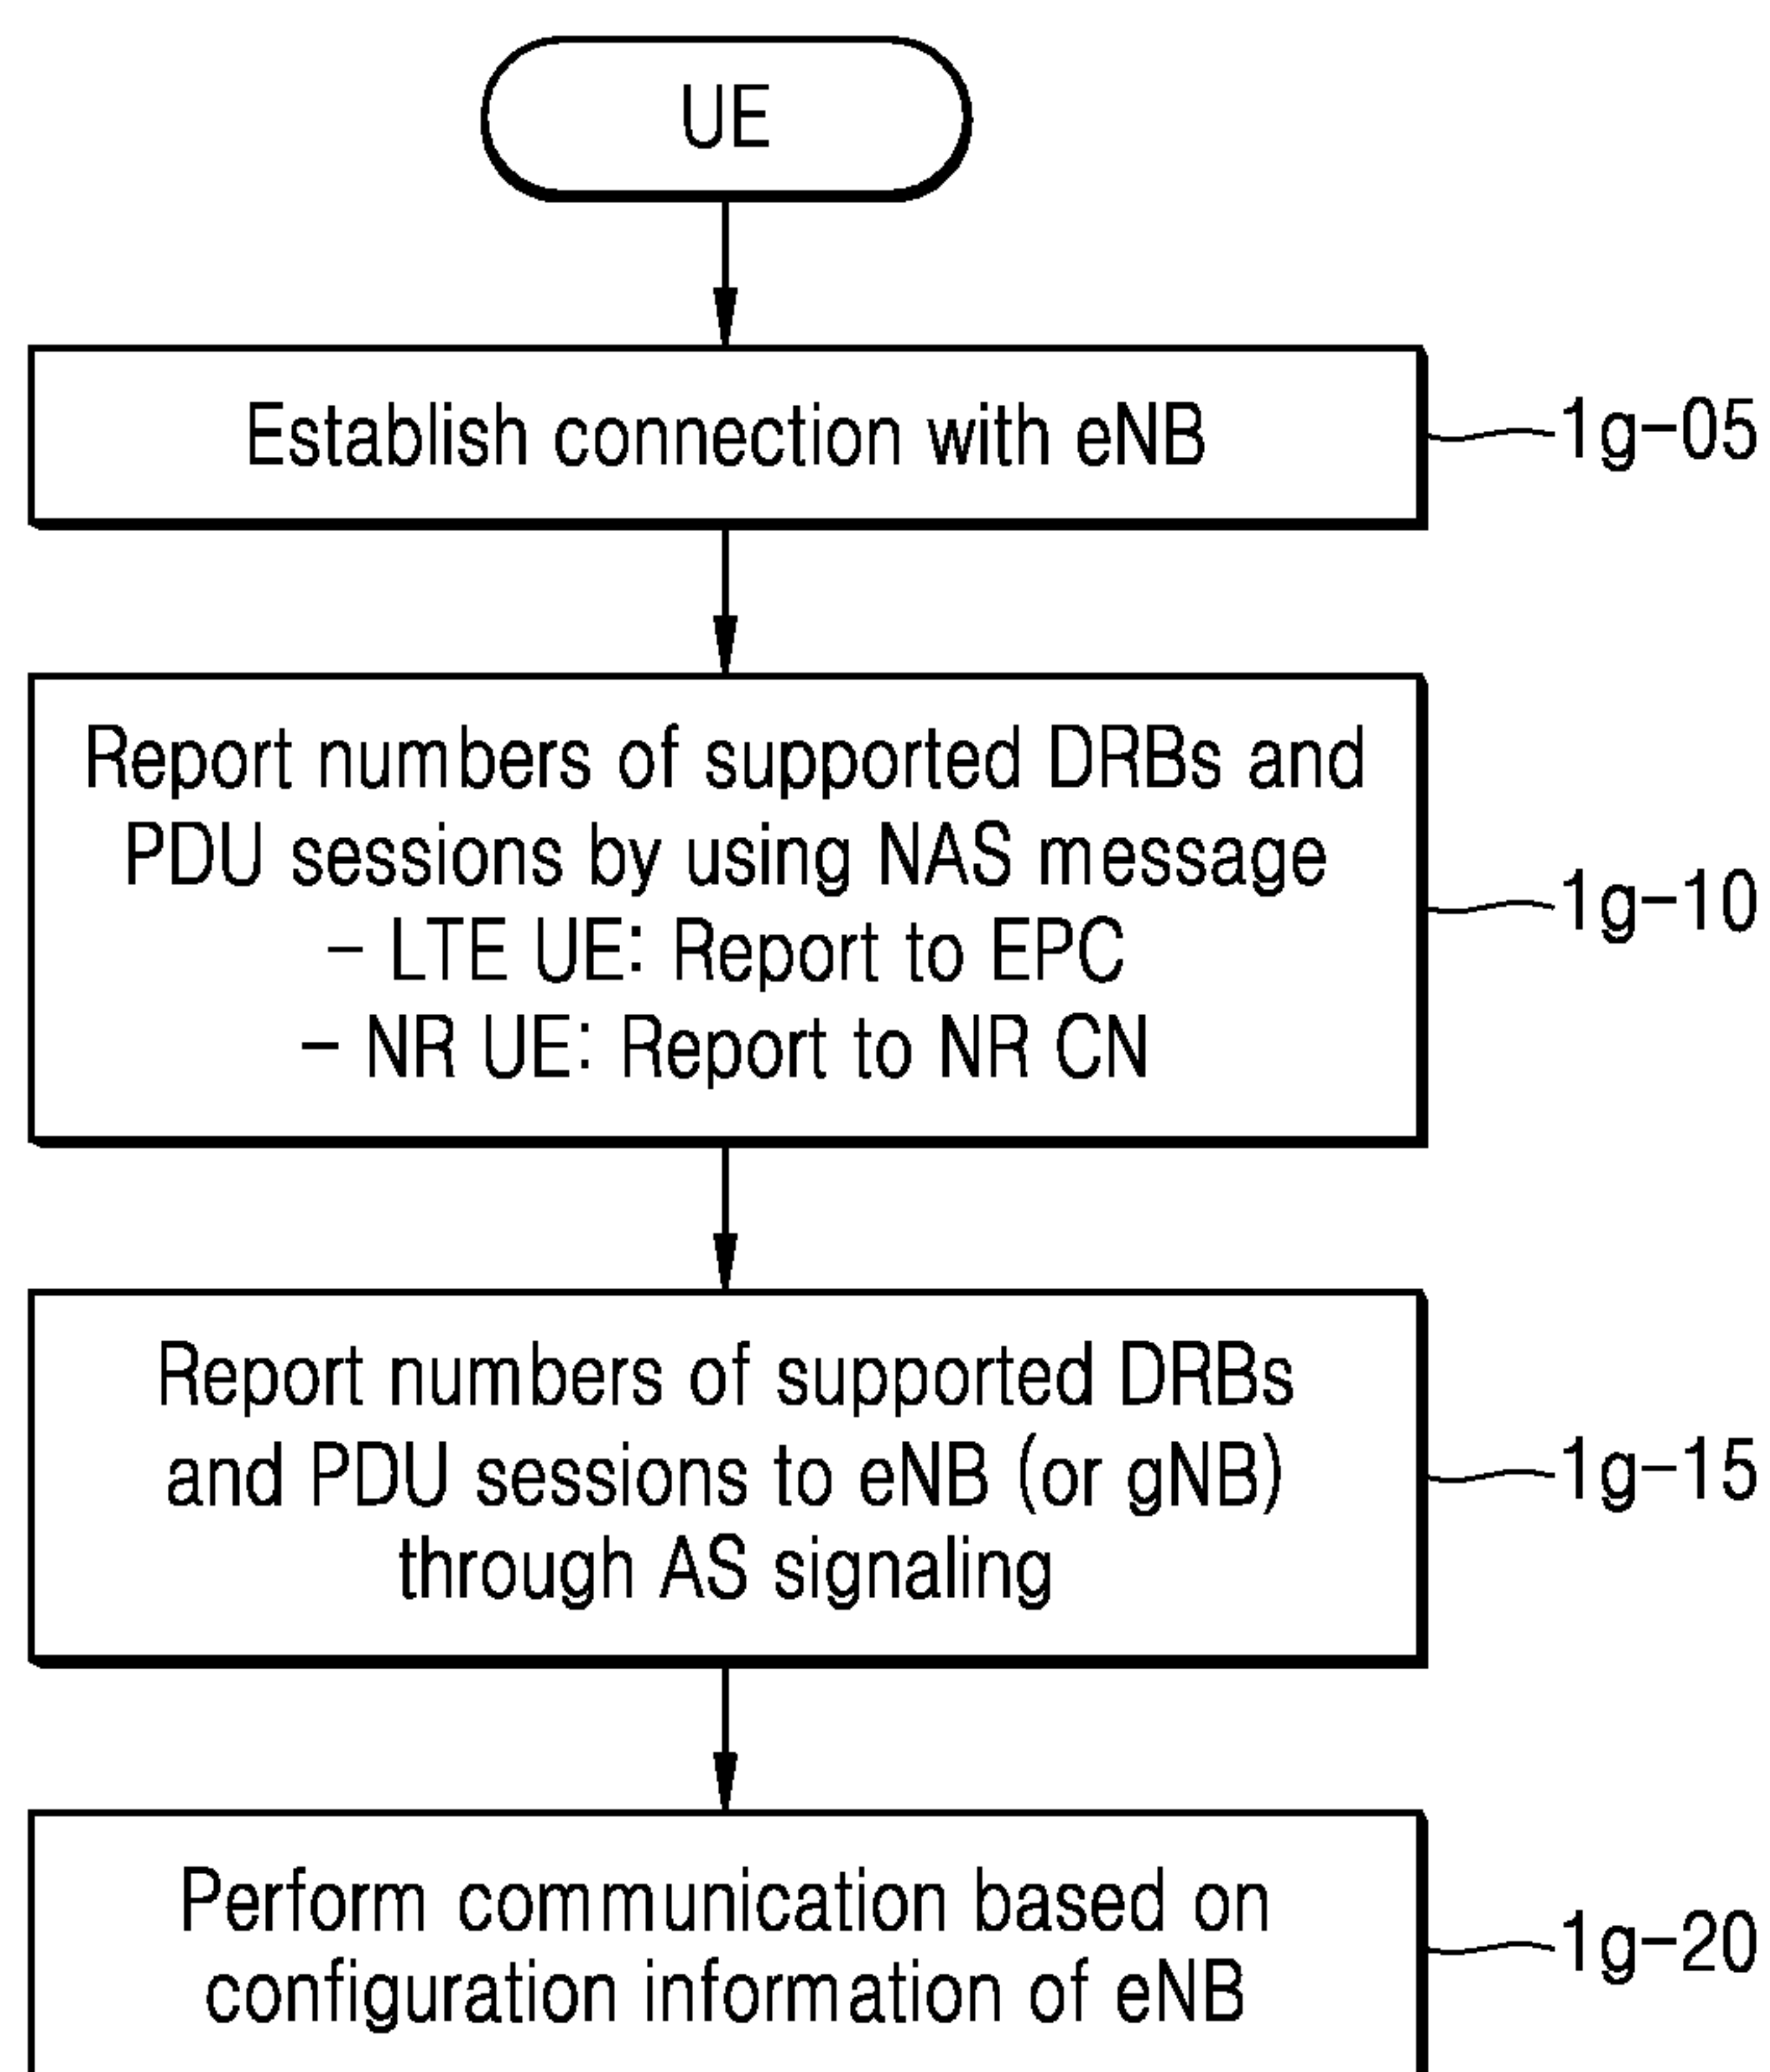 UE
Establish connection with eNB
1g-05
Report numbers of supported DRBs and
PDU sessions by using NAS message
- LTE UE: Report to EPC
- NR UE: Report to NR CN
1g-10
Report numbers of supported DRBs
and PDU sessions to eNB (or gNB)
through AS signaling
1g-15
Perform communication based on
configuration information of eNB
1g-20